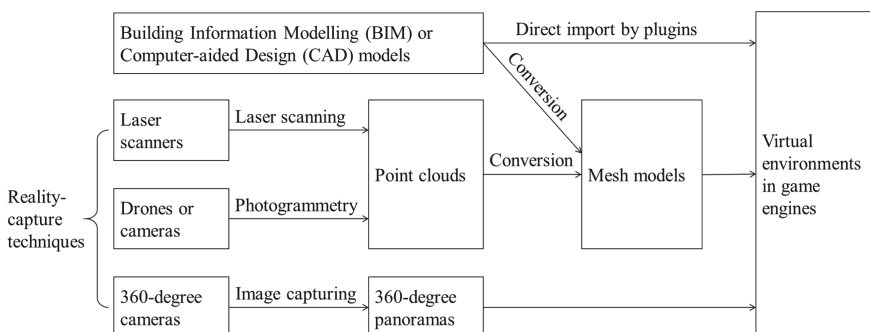 Building Information Modelling (BIM) or
Computer-aided Design (CAD) models
Direct import by plugins
Conversion
Laser
scanners
Laser scanning
Point clouds
Conversion
Mesh models
Virtual
environments
in game
engines
Reality-
capture
techniques
Drones or
cameras
Photogrammetry
360-degree
cameras
Image capturing
360-degree
panoramas